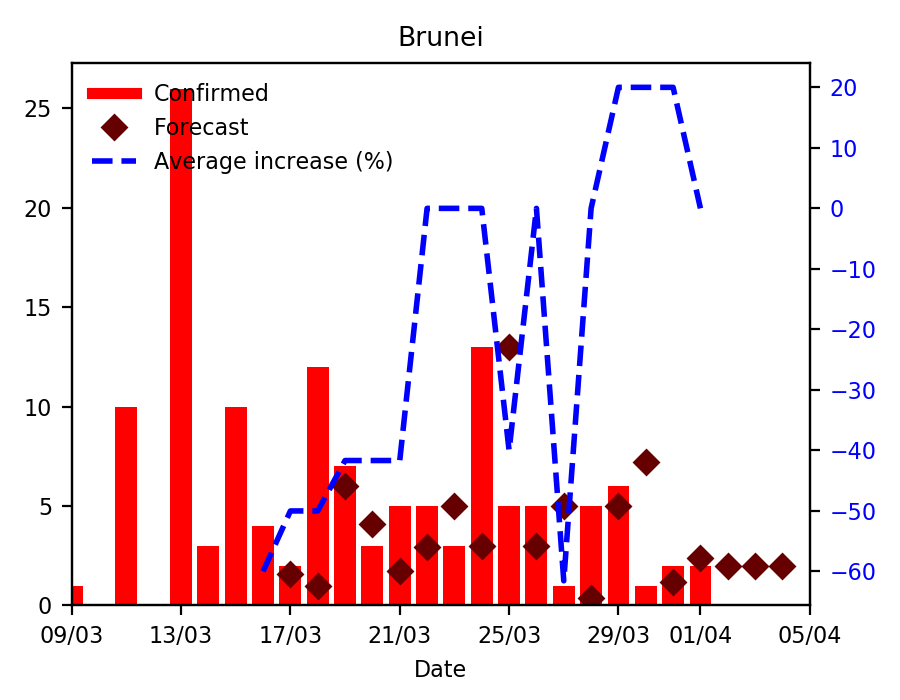 Brunei
Confirmed
Forecast
Average increase (%)
25
20
15
10
5
0
20
10
0
−10
−20
−30
−40
−50
−60
09/03 13/03 17/03 21/03 25/03 29/03 01/04 05/04
Date